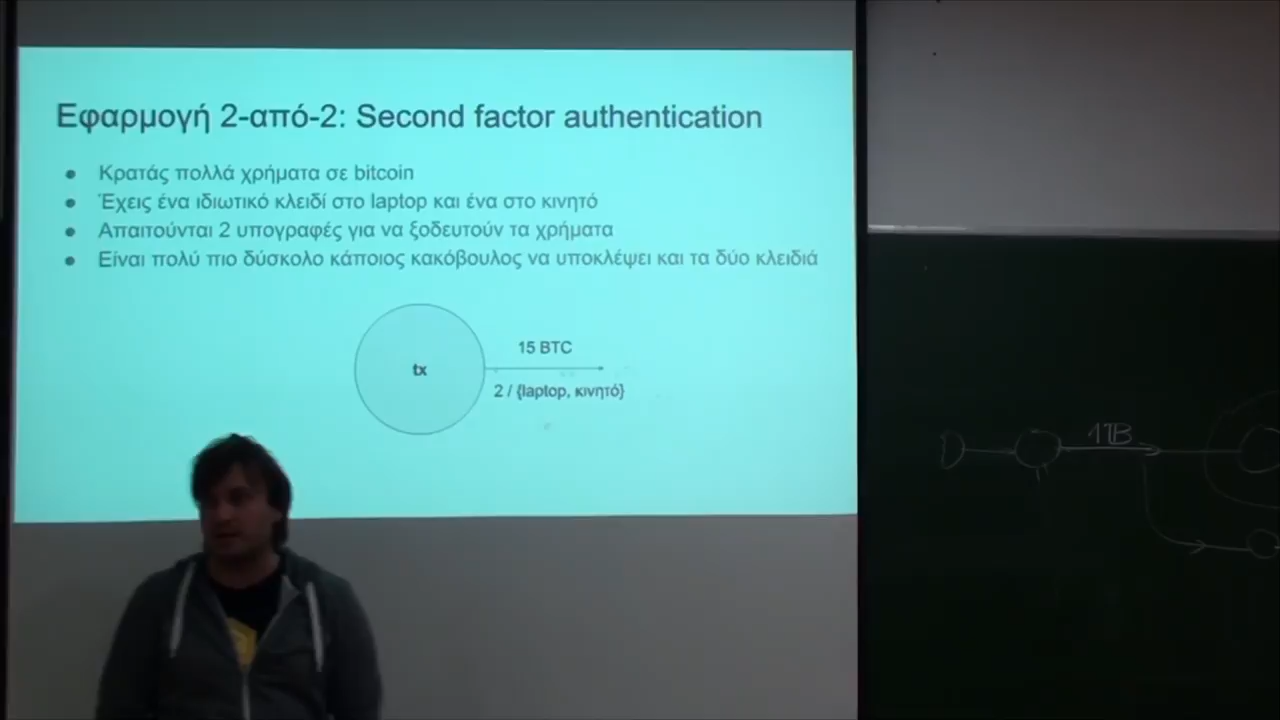 Εφαρμογή 2-από-2: Second factor authentication
● Κρατάς πολλά χρήματα σε bitcoin
● Έχεις ένα ιδιωτικό κλειδί στο laptop και ένα στο κινητό
● Απαιτούνται 2 υπογραφές για να ξοδευτούν τα χρήματα
● Είναι πολύ πιο δύσκολο κάποιος κακόβουλος να υποκλέψει και τα δύο κλειδιά
15 BTC
tx
2 / {laptop, κινητό}